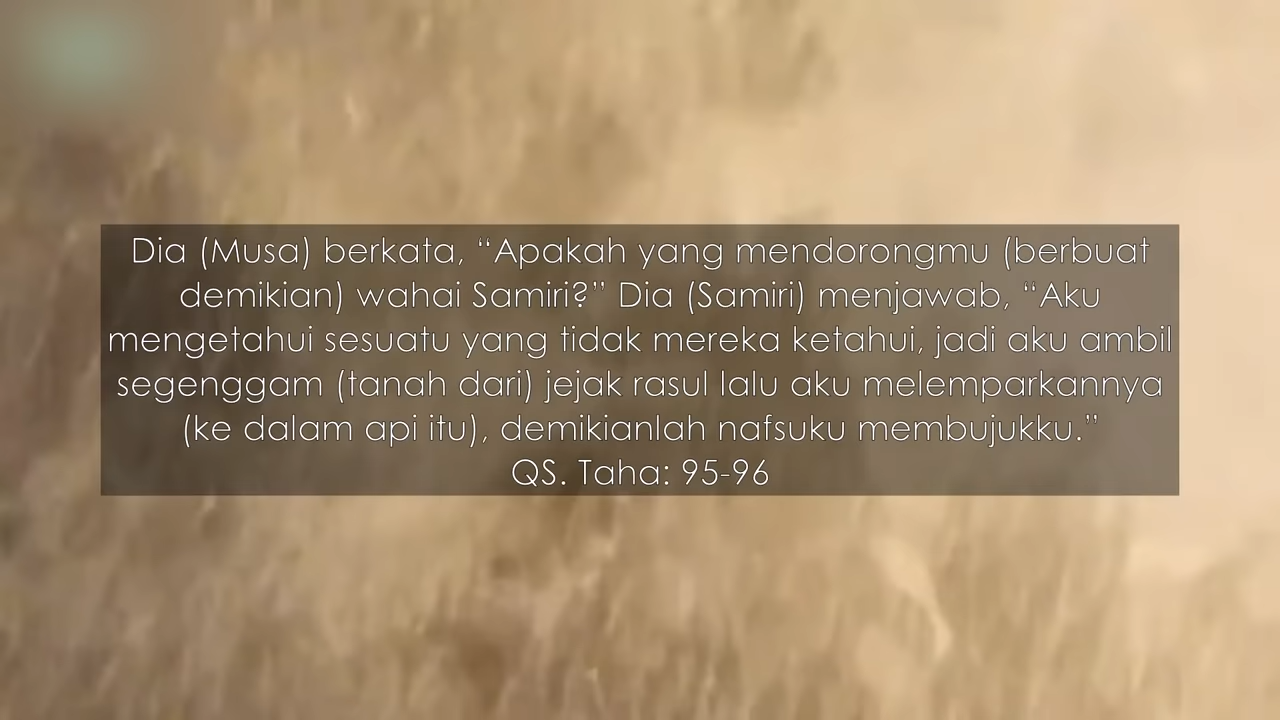 Dia (Musa) berkata, “Apakah yang mendorongmu (berbuat
demikian) wahai Samiri?” Dia (Samiri) menjawab, “Aku
mengetahui sesuatu yang tidak mereka ketahui, jadi aku ambil
segenggam (tanah dari) jejak rasul lalu aku melemparkannya
(ke dalam api itu), demikianlah nafsuku membujukku.”
QS. Taha: 95-96